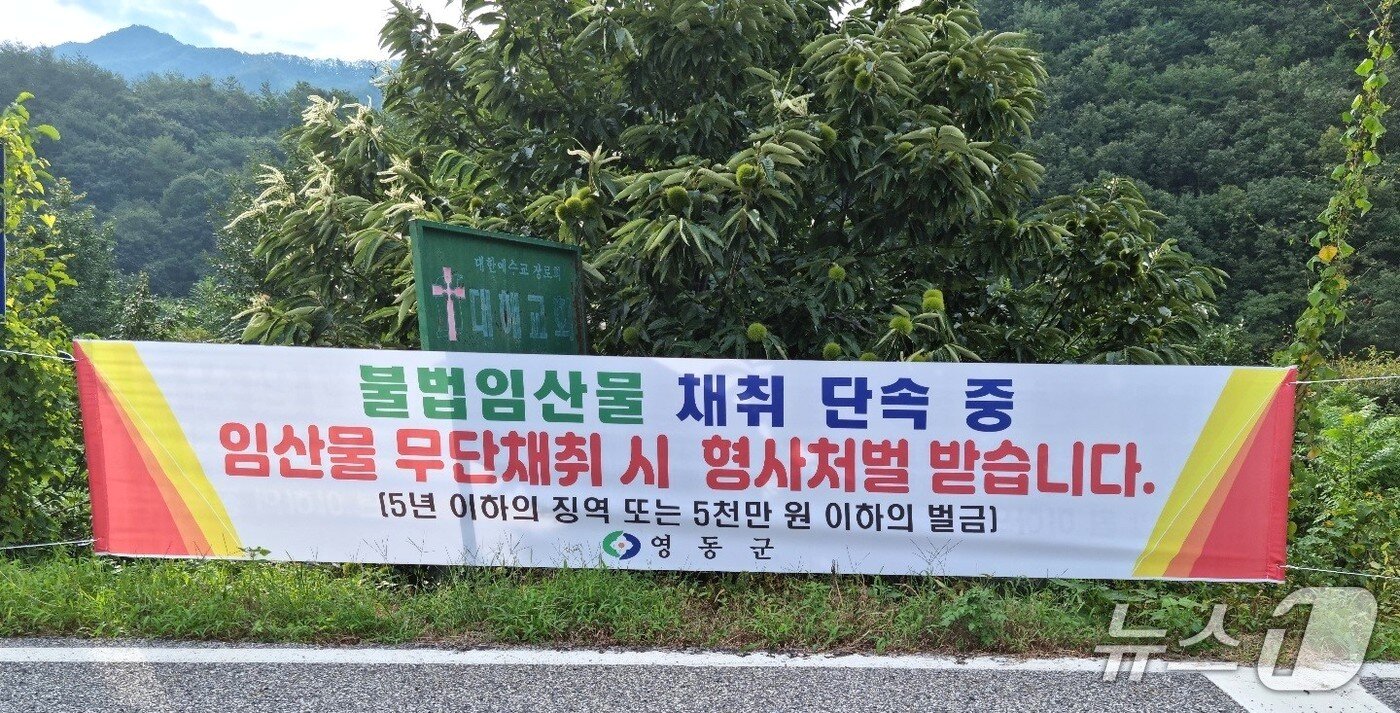 대한예수교 장로회
대해교회
불법임산물 채취 단속 중
임산물 무단채취 시 형사처벌 받습니다.
(5년 이하의 징역 또는 5천만 원 이하의 벌금)
영동군
뉴스1